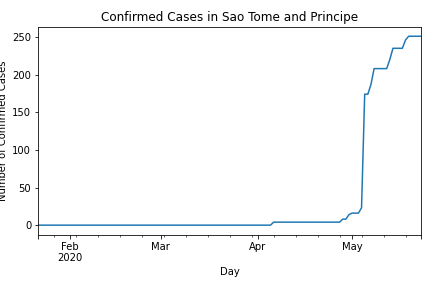 Confirmed Cases in Sao Tome and Principe
Number of Confirmed Cases
250
200
150
100
50
0
Feb
2020
Mar
Apr
May
Day